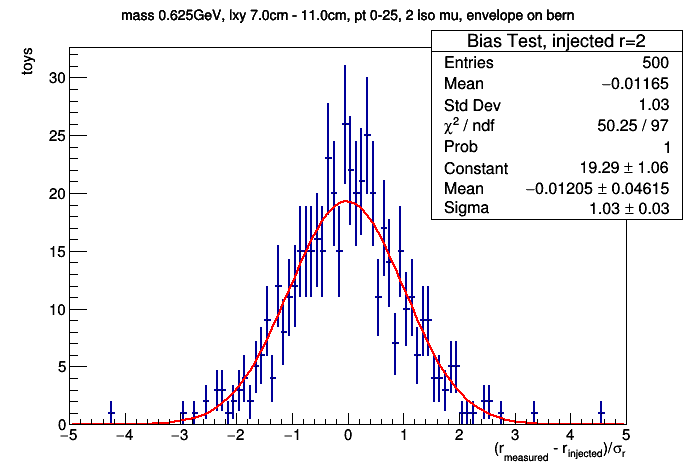 mass 0.625GeV, lxy 7.0cm - 11.0cm, pt 0-25, 2 Iso mu, envelope on bern
toys
Bias Test, injected r=2
Entries 500
Mean −0.01165
Std Dev 1.03
χ² / ndf 50.25 / 97
Prob 1
Constant 19.29 ± 1.06
Mean −0.01205 ± 0.04615
Sigma 1.03 ± 0.03
30
25
20
15
10
5
0
−5 −4 −3 −2 −1 0 1 2 3 4 5
(r_measured - r_injected)/σ_r